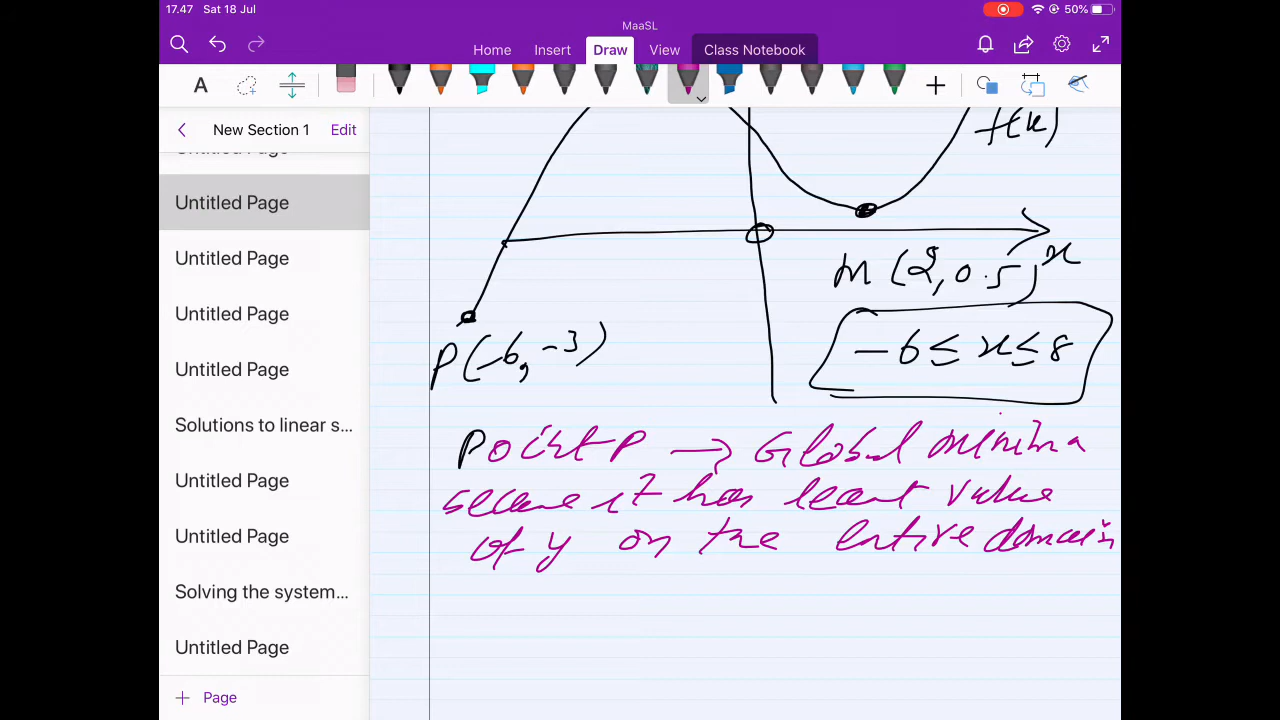 17.47 Sat 18 Jul
50%
MaaSL
Home Insert Draw View Class Notebook
A
New Section 1 Edit
Untitled Page
Untitled Page
Untitled Page
Untitled Page
Untitled Page
Solutions to linear s...
Untitled Page
Untitled Page
Solving the system...
Untitled Page
+ Page
f(x)
x
M(2, 0.5)
-6 ≤ x ≤ 8
P(-6, -3)
Point P → Global minima
because it has least value
of y on the entire domain